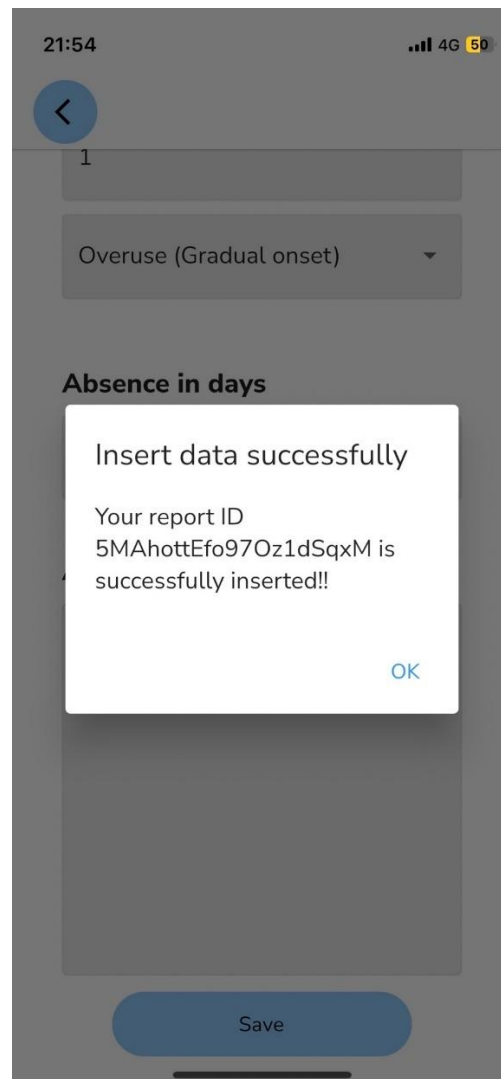 21:54
4G 50
1
Overuse (Gradual onset)
Absence in days
Insert data successfully
Your report ID
5MAhottEfo97Oz1dSqxM is
successfully inserted!!
OK
Save